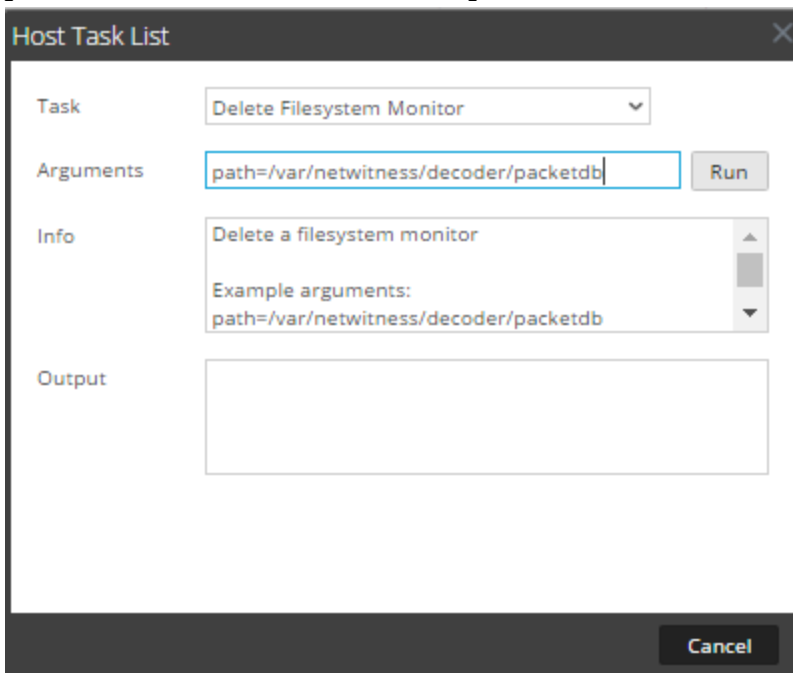 Host Task List
Task
Delete Filesystem Monitor
Arguments
path=/var/netwitness/decoder/packetdb
Run
Info
Delete a filesystem monitor
Example arguments:
path=/var/netwitness/decoder/packetdb
Output
Cancel